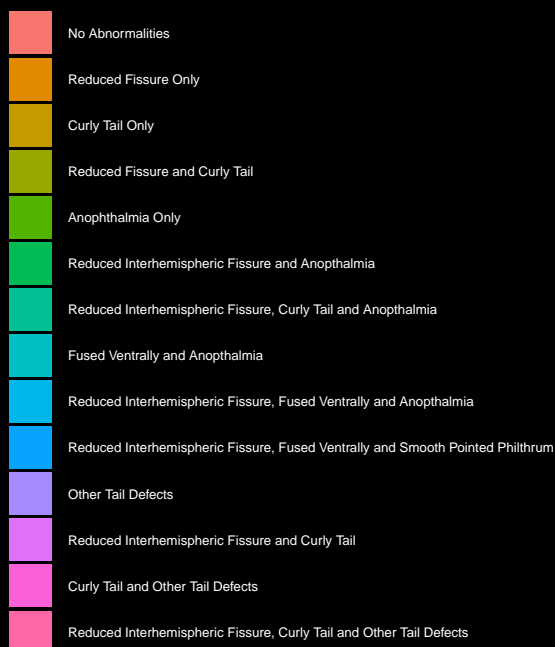 No Abnormalities
Reduced Fissure Only
Curly Tail Only
Reduced Fissure and Curly Tail
Anophthalmia Only
Reduced Interhemispheric Fissure and Anopthalmia
Reduced Interhemispheric Fissure, Curly Tail and Anopthalmia
Fused Ventrally and Anopthalmia
Reduced Interhemispheric Fissure, Fused Ventrally and Anopthalmia
Reduced Interhemispheric Fissure, Fused Ventrally and Smooth Pointed Philthrum
Other Tail Defects
Reduced Interhemispheric Fissure and Curly Tail
Curly Tail and Other Tail Defects
Reduced Interhemispheric Fissure, Curly Tail and Other Tail Defects